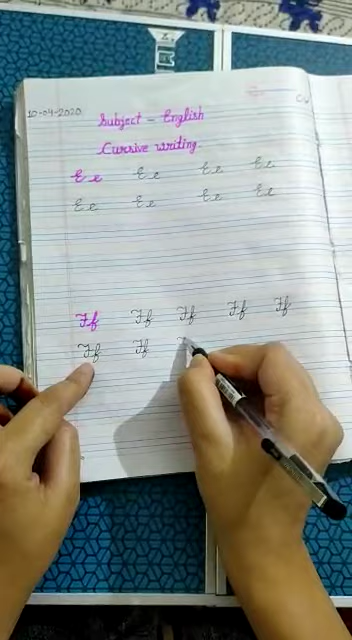 10-04-2020
Subject - English
Cursive writing
Ee Ee Ee Ee
Ee Ee Ee Ee
Ff Ff Ff Ff Ff
Ff Ff